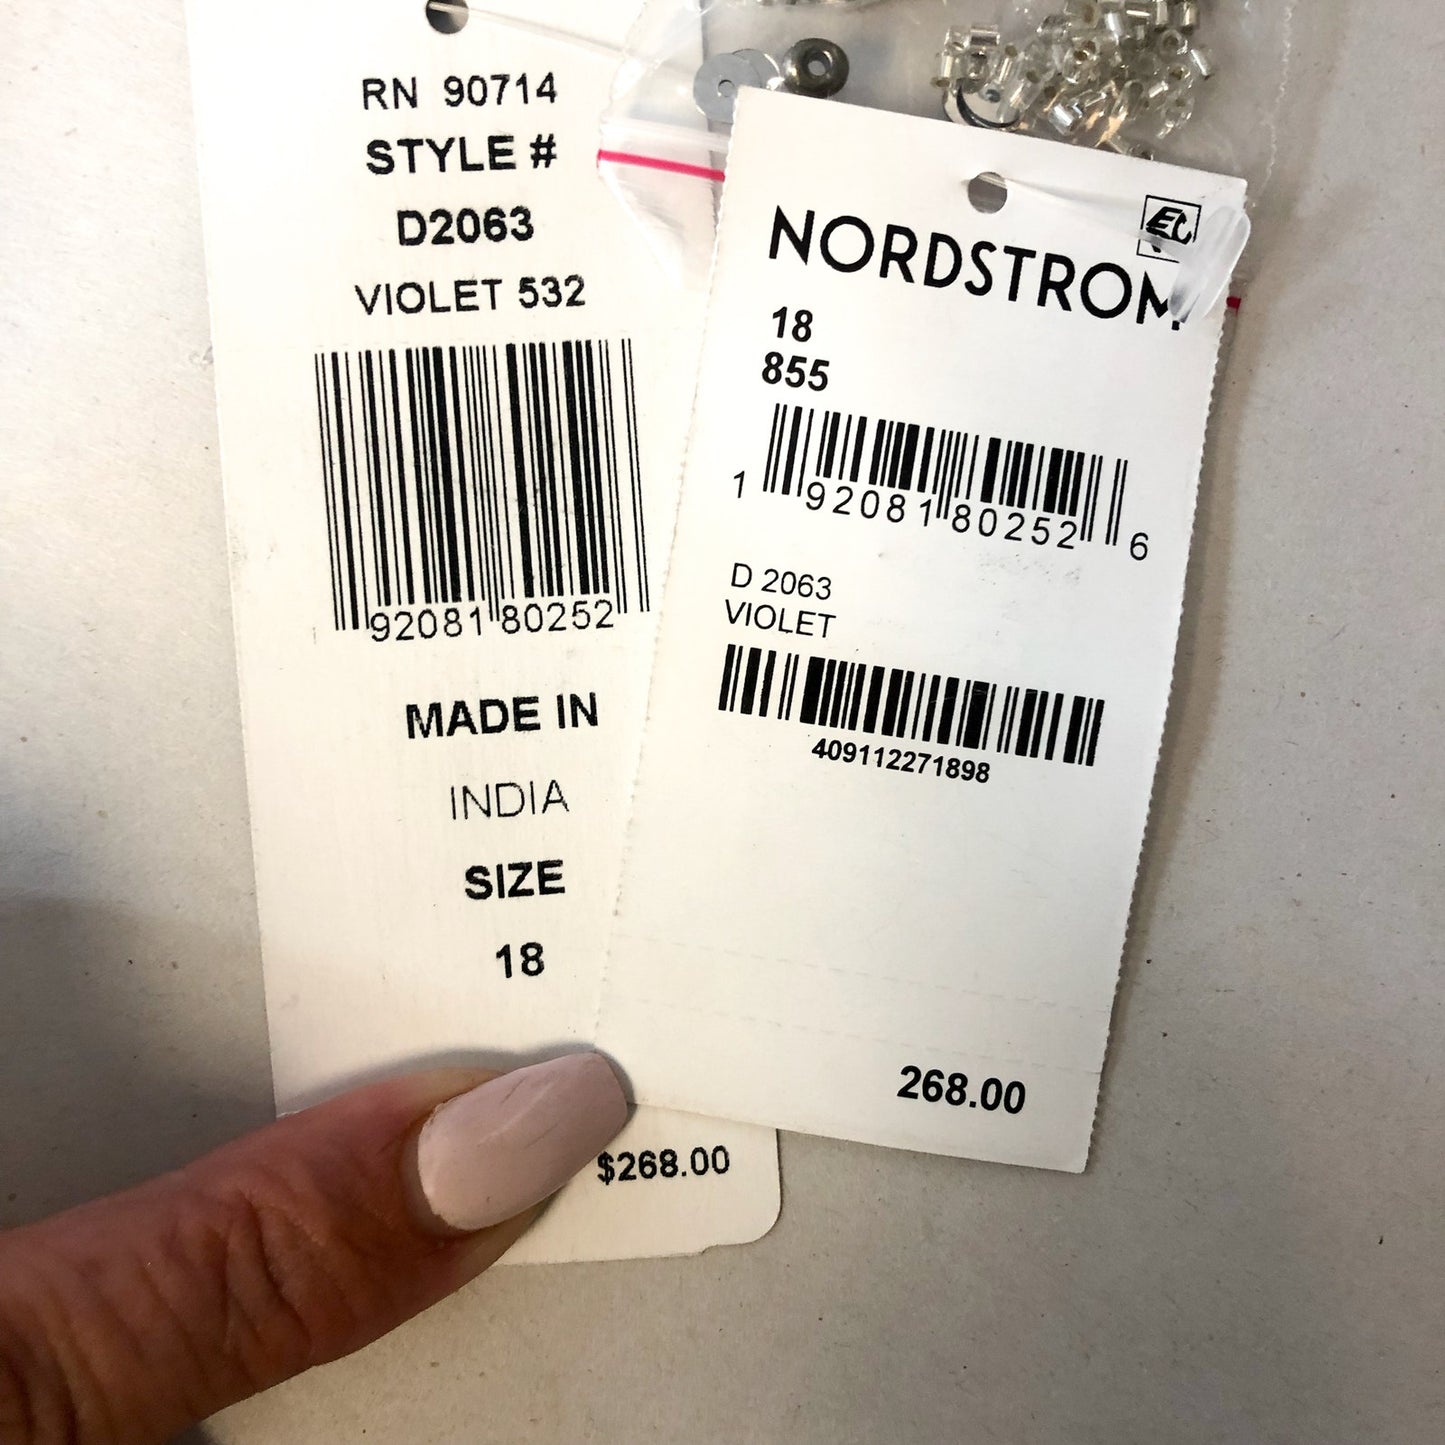 RN 90714
STYLE #
D2063
VIOLET 532
92081 80252
MADE IN
INDIA
SIZE
18
$268.00
NORDSTROM
18
855
1 92081 80252 6
D 2063
VIOLET
409112271898
268.00